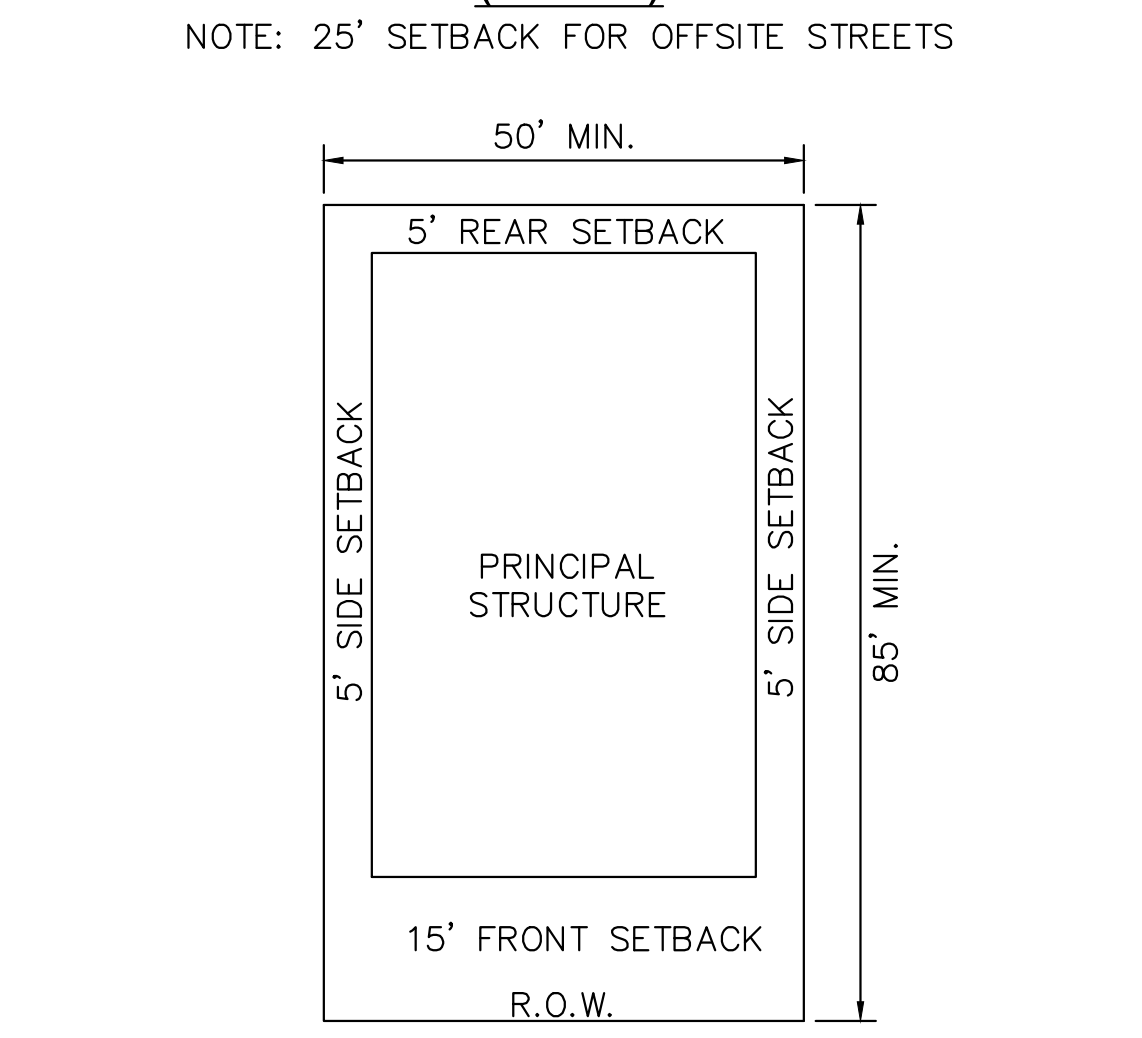 NOTE: 25' SETBACK FOR OFFSITE STREETS
50' MIN.
5' REAR SETBACK
5' SIDE SETBACK
5' SIDE SETBACK
PRINCIPAL
STRUCTURE
85' MIN.
15' FRONT SETBACK
R.O.W.